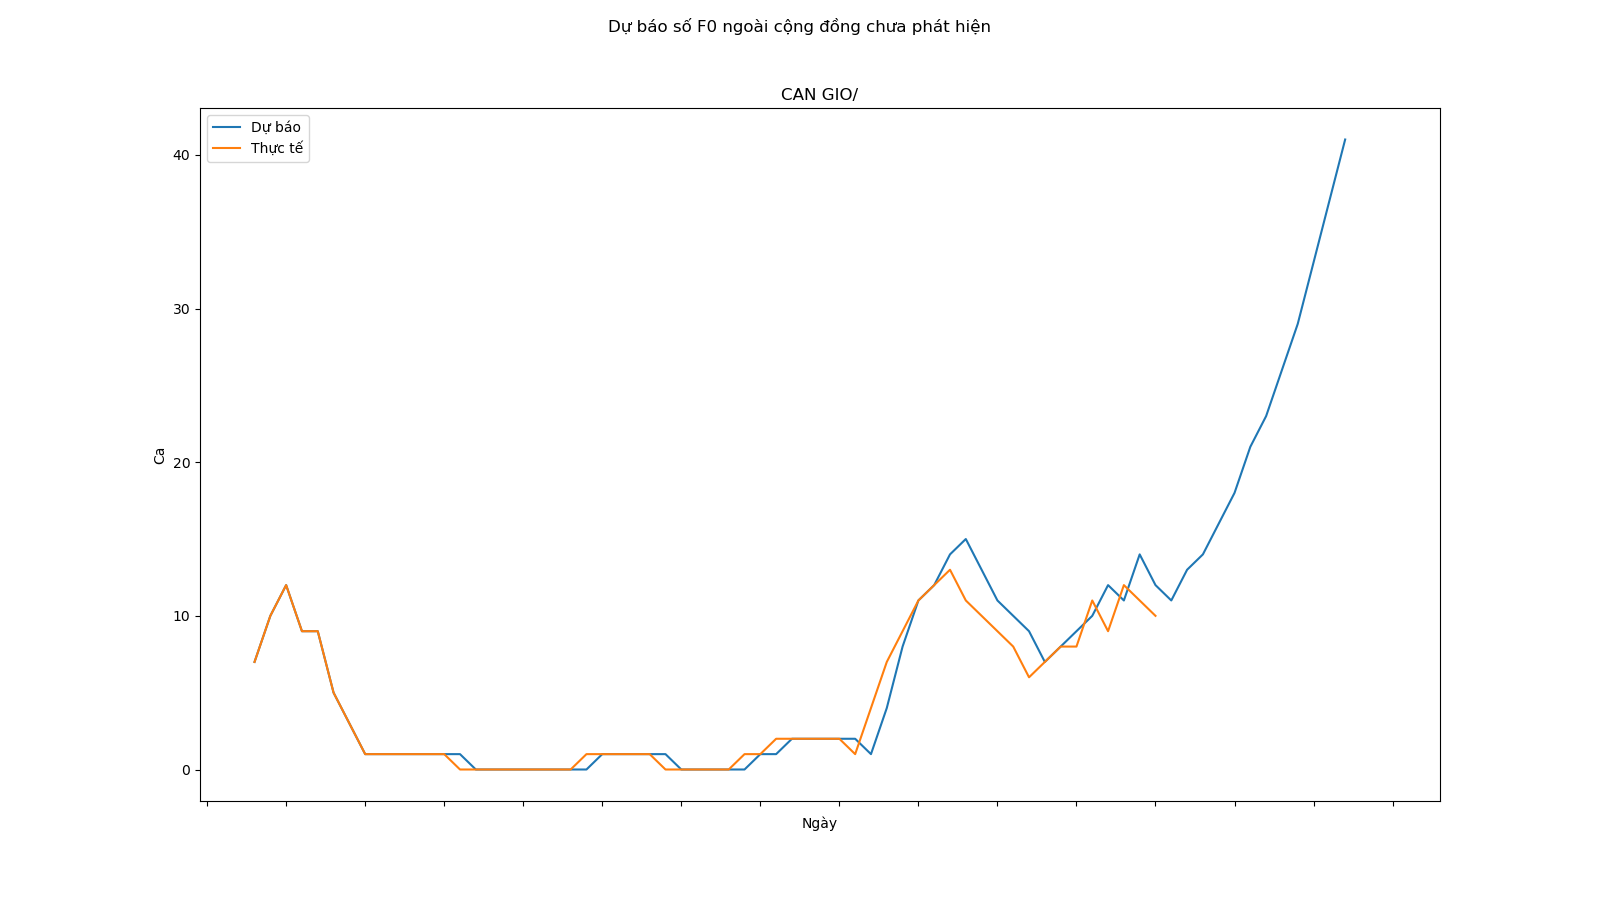 Dự báo số F0 ngoài cộng đồng chưa phát hiện
CAN GIO/
Dự báo
Thực tế
40
30
20
10
0
Ca
Ngày